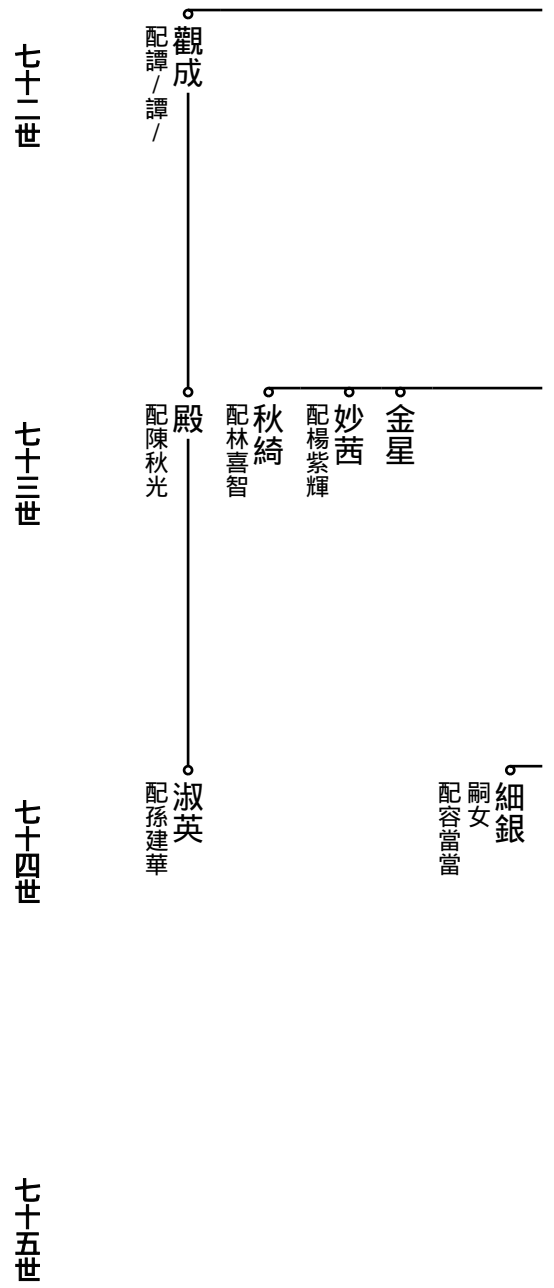 七十二世
觀成
配譚/譚/
七十三世
金星
妙茜
配楊紫輝
秋綺
配林喜智
殿
配陳秋光
七十四世
細銀
嗣女
配容當當
淑英
配孫建華
七十五世